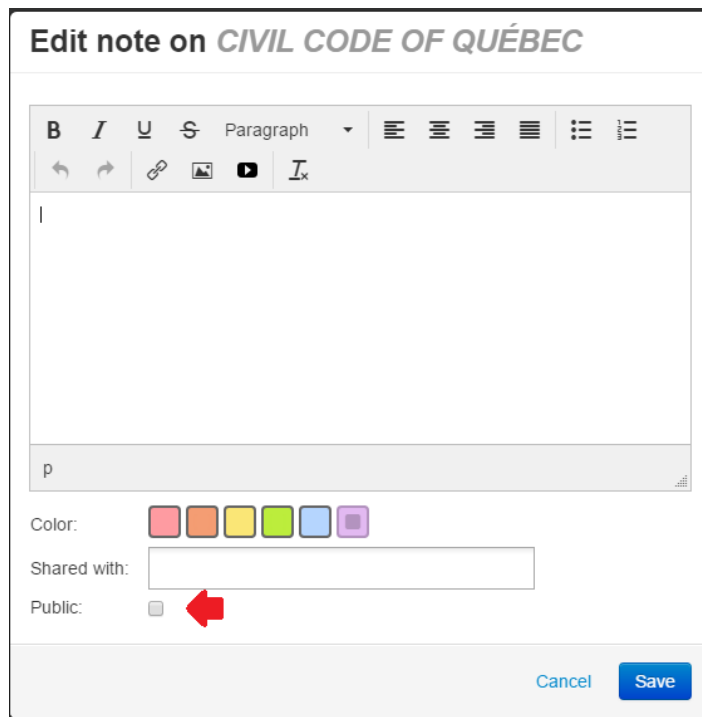 Edit note on CIVIL CODE OF QUÉBEC
B I U S Paragraph
p
Color:
Shared with:
Public:
Cancel Save